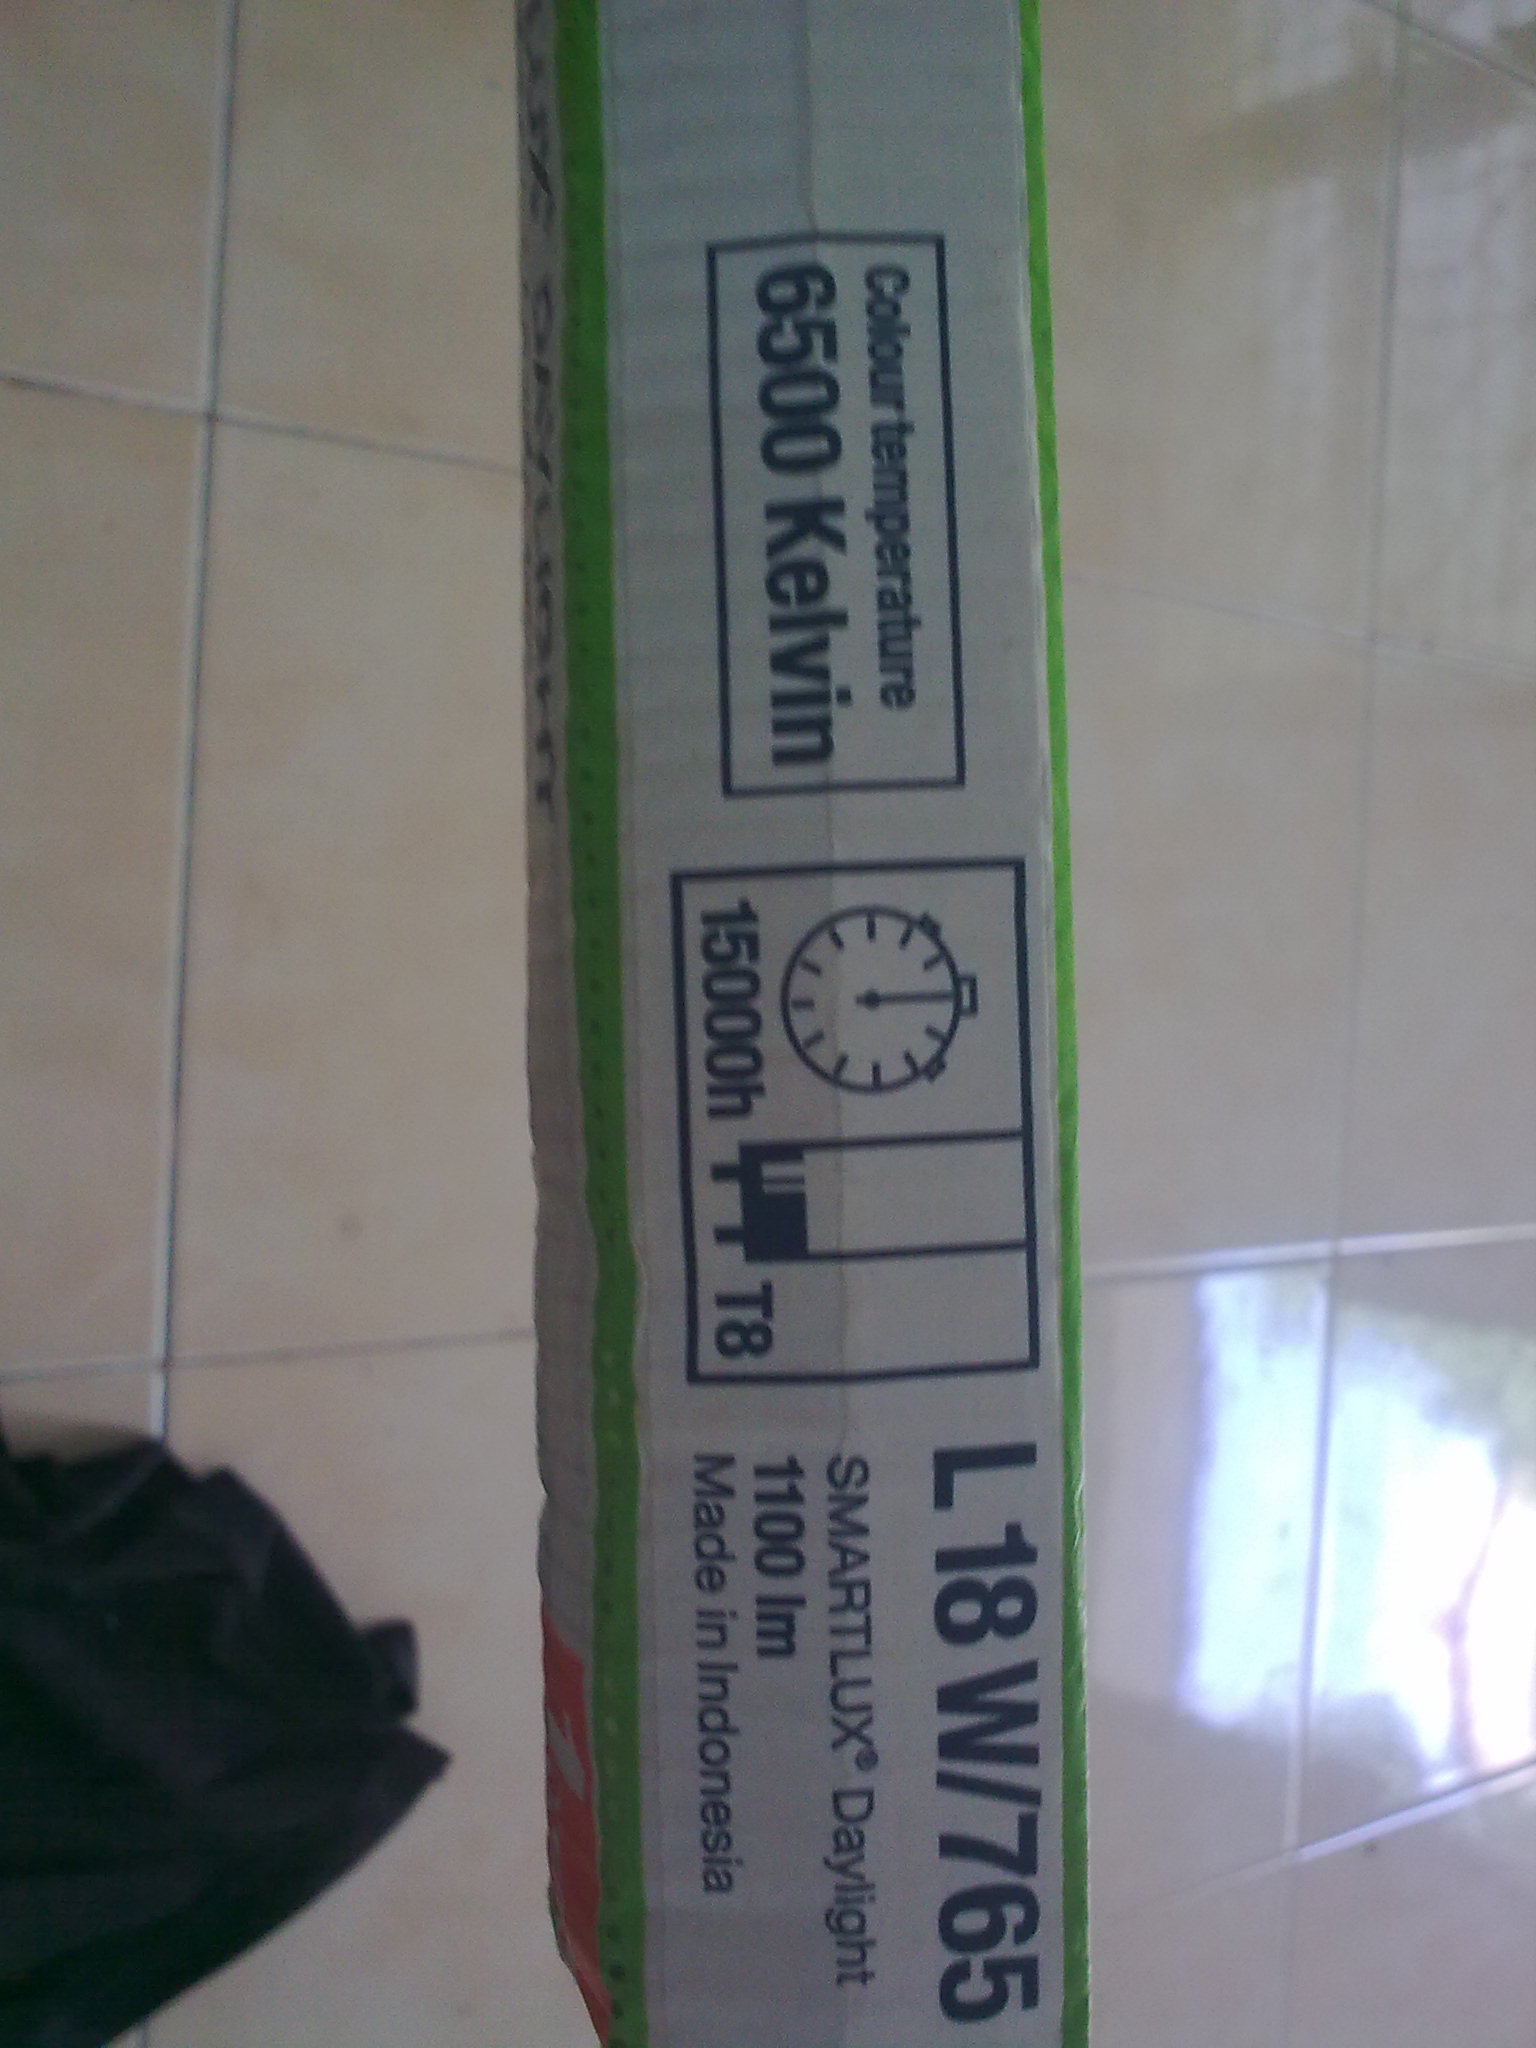 Colour temperature
6500 Kelvin
15000h
T8
L 18 W/765
SMARTLUX® Daylight
1100 lm
Made in Indonesia